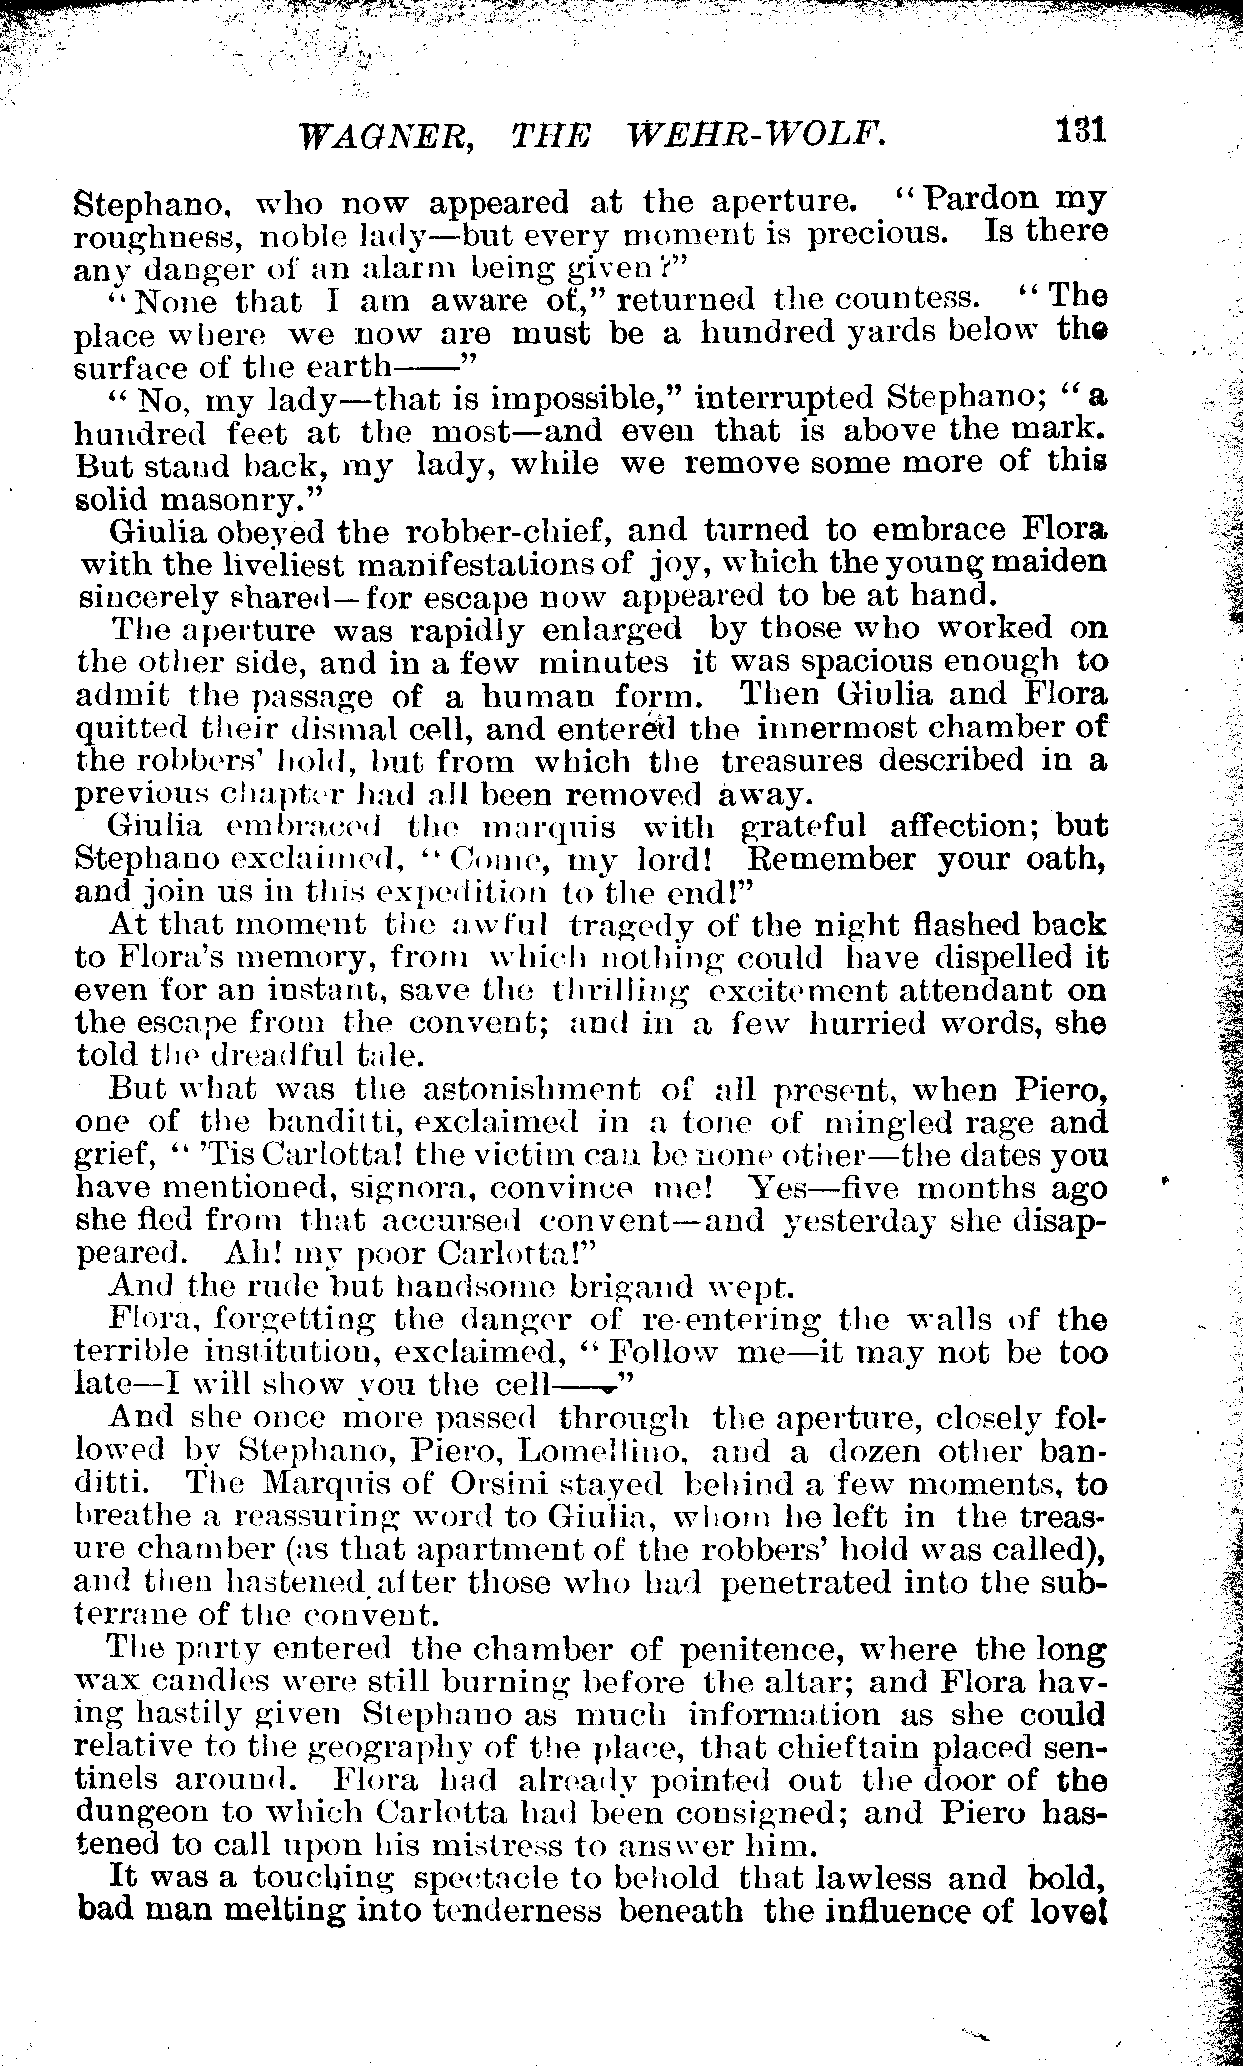 WAGNER, THE WEHR-WOLF. 131
Stephano, who now appeared at the aperture. "Pardon my
roughness, noble lady—but every moment is precious. Is there
any danger of an alarm being given?"
"None that I am aware of," returned the countess. "The
place where we now are must be a hundred yards below the
surface of the earth——"
"No, my lady—that is impossible," interrupted Stephano; "a
hundred feet at the most—and even that is above the mark.
But stand back, my lady, while we remove some more of this
solid masonry."
Giulia obeyed the robber-chief, and turned to embrace Flora
with the liveliest manifestations of joy, which the young maiden
sincerely shared—for escape now appeared to be at hand.
The aperture was rapidly enlarged by those who worked on
the other side, and in a few minutes it was spacious enough to
admit the passage of a human form. Then Giulia and Flora
quitted their dismal cell, and entered the innermost chamber of
the robbers' hold, but from which the treasures described in a
previous chapter had all been removed away.
Giulia embraced the marquis with grateful affection; but
Stephano exclaimed, "Come, my lord! Remember your oath,
and join us in this expedition to the end!"
At that moment the awful tragedy of the night flashed back
to Flora's memory, from which nothing could have dispelled it
even for an instant, save the thrilling excitement attendant on
the escape from the convent; and in a few hurried words, she
told the dreadful tale.
But what was the astonishment of all present, when Piero,
one of the banditti, exclaimed in a tone of mingled rage and
grief, "'Tis Carlotta! the victim can be none other—the dates you
have mentioned, signora, convince me! Yes—five months ago
she fled from that accursed convent—and yesterday she disap-
peared. Ah! my poor Carlotta!"
And the rude but handsome brigand wept.
Flora, forgetting the danger of re-entering the walls of the
terrible institution, exclaimed, "Follow me—it may not be too
late—I will show you the cell——"
And she once more passed through the aperture, closely fol-
lowed by Stephano, Piero, Lomellino, and a dozen other ban-
ditti. The Marquis of Orsini stayed behind a few moments, to
breathe a reassuring word to Giulia, whom he left in the treas-
ure chamber (as that apartment of the robbers' hold was called),
and then hastened after those who had penetrated into the sub-
terrane of the convent.
The party entered the chamber of penitence, where the long
wax candles were still burning before the altar; and Flora hav-
ing hastily given Stephano as much information as she could
relative to the geography of the place, that chieftain placed sen-
tinels around. Flora had already pointed out the door of the
dungeon to which Carlotta had been consigned; and Piero has-
tened to call upon his mistress to answer him.
It was a touching spectacle to behold that lawless and bold,
bad man melting into tenderness beneath the influence of love!